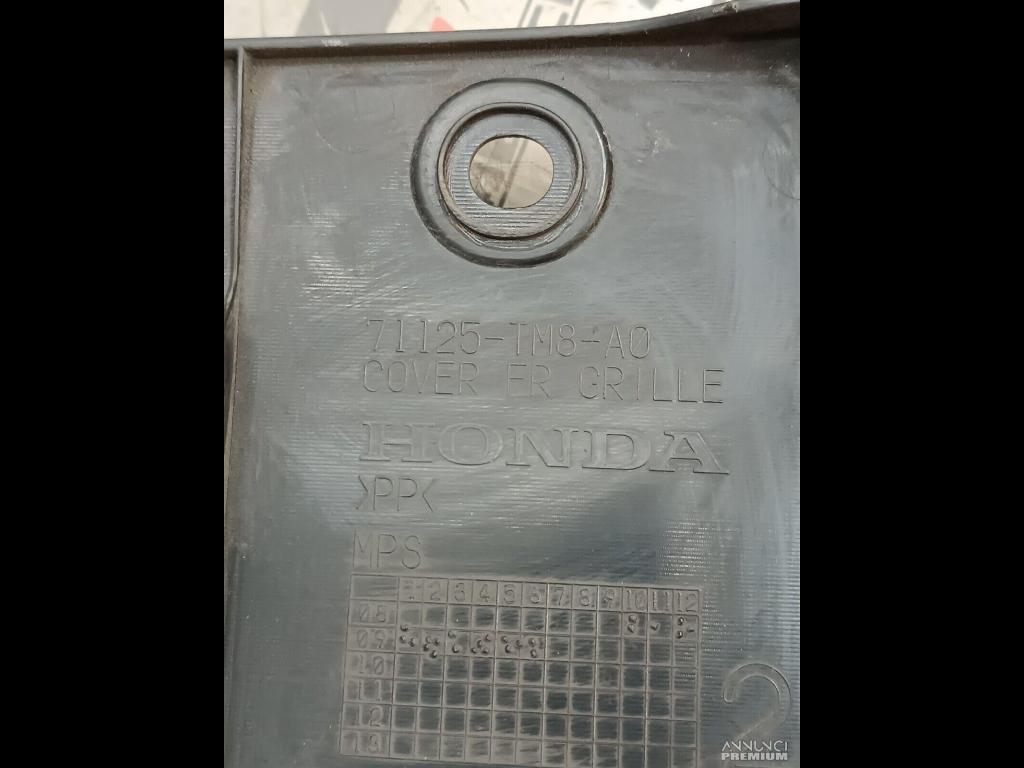 71125-TM8-A0
COVER FR GRILLE
HONDA
>PP<
MPS
1 2 3 4 5 6 7 8 9 10 11 12
08
09
10
11
12
13
2
ANNUNCI
PREMIUM